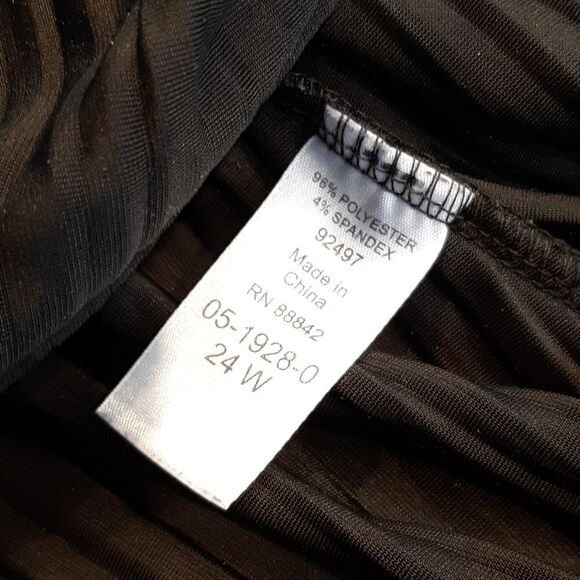 96% POLYESTER
4% SPANDEX
92497
Made in
China
RN 88842
05-1928-0
24 W